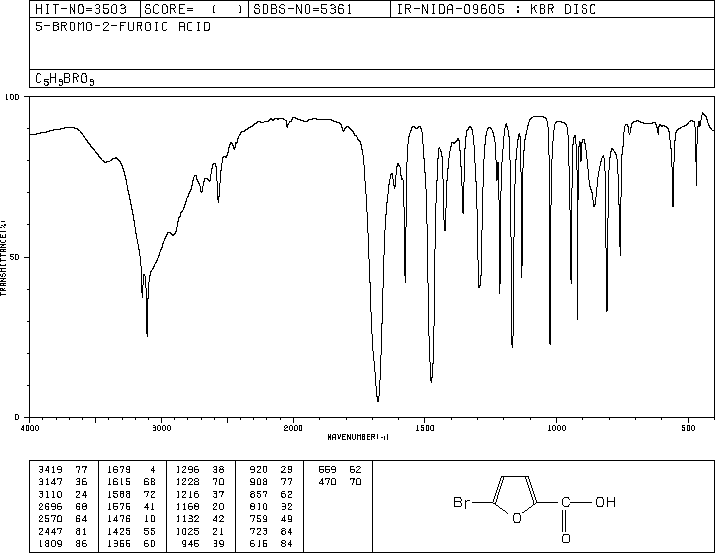 HIT-NO=3503 SCORE= ( ) SDBS-NO=5361 IR-NIDA-09605 : KBR DISC
5-BROMO-2-FUROIC ACID
C5H3BRO3
100
50
0
TRANSMITTANCE(%)
4000 3000 2000 1500 1000 500
WAVENUMBER(-1)
3419 77 1679 4 1296 38 920 29 559 62
3147 36 1615 68 1228 70 908 77 470 70
3110 24 1588 72 1216 37 857 62
2696 68 1576 41 1168 20 810 32
2570 64 1476 10 1132 42 759 49
2447 81 1425 55 1025 21 723 84
1809 86 1356 60 945 39 616 84
Br O C OH
O